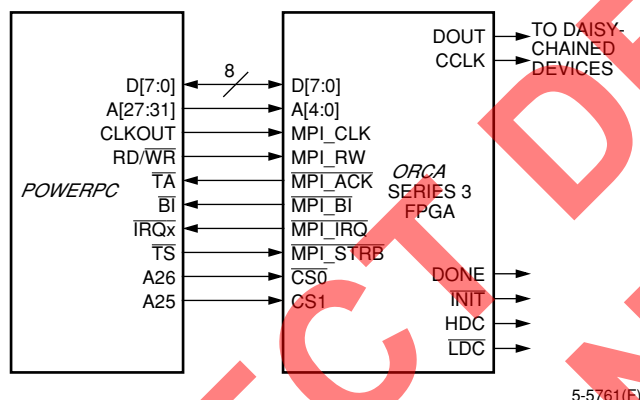 DOUT
TO DAISY-
CHAINED
DEVICES
CCLK
8
D[7:0] D[7:0]
A[27:31] A[4:0]
CLKOUT MPI_CLK
RD/WR MPI_RW
TA MPI_ACK
BI MPI_BI
IRQx MPI_IRQ
TS MPI_STRB
A26 CS0
A25 CS1
POWERPC
ORCA
SERIES 3
FPGA
DONE
INIT
HDC
LDC
5-5761(F)